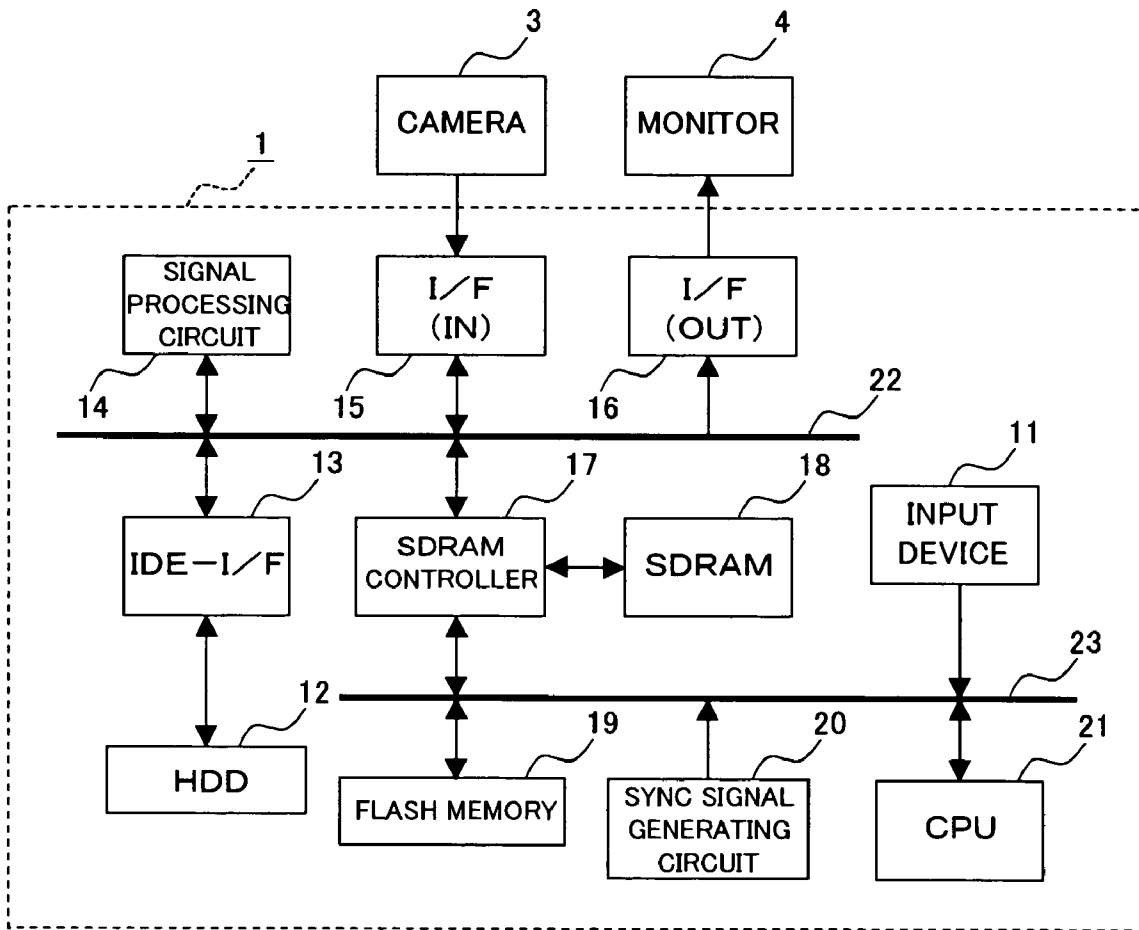 3
4
CAMERA
MONITOR
1
SIGNAL
PROCESSING
CIRCUIT
I/F
(IN)
I/F
(OUT)
14
15
16
22
13
17
18
11
IDE-I/F
SDRAM
CONTROLLER
SDRAM
INPUT
DEVICE
23
12
19
20
21
HDD
FLASH MEMORY
SYNC SIGNAL
GENERATING
CIRCUIT
CPU